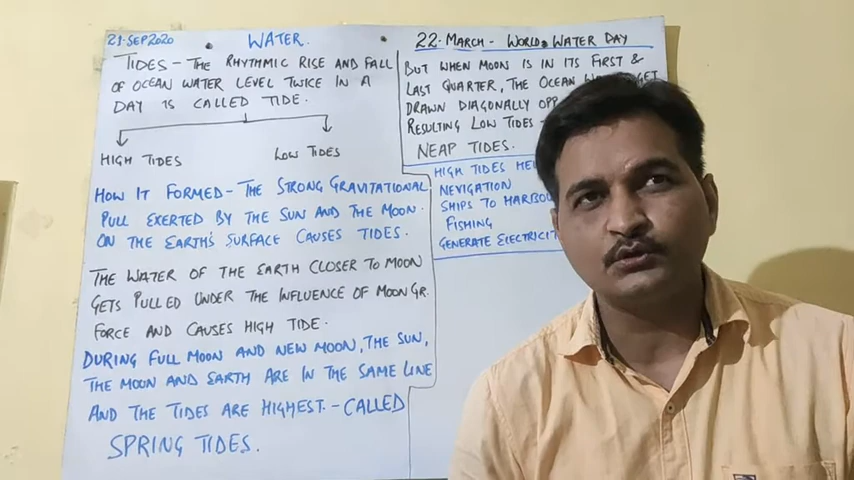 29.SEP2020
WATER.
TIDES - THE RHYTHMIC RISE AND FALL
OF OCEAN WATER LEVEL TWICE IN A
DAY IS CALLED TIDE.
HIGH TIDES
LOW TIDES
HOW IT FORMED - THE STRONG GRAVITATIONAL
PULL EXERTED BY THE SUN AND THE MOON.
ON THE EARTH'S SURFACE CAUSES TIDES.
THE WATER OF THE EARTH CLOSER TO MOON
GETS PULLED UNDER THE INFLUENCE OF MOON GR.
FORCE AND CAUSES HIGH TIDE.
DURING FULL MOON AND NEW MOON, THE SUN,
THE MOON AND EARTH ARE IN THE SAME LINE
AND THE TIDES ARE HIGHEST. - CALLED
SPRING TIDES.
22. MARCH - WORLD WATER DAY
BUT WHEN MOON IS IN ITS FIRST &
LAST QUARTER, THE OCEAN GET
DRAWN DIAGONALLY
RESULTING LOW TIDES -
NEAP TIDES.
HIGH TIDES
NEVIGATION
SHIPS TO
FISHING
GENERATE